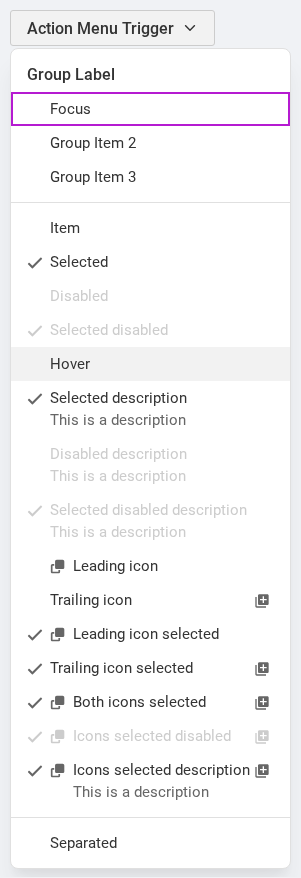 Action Menu Trigger
Group Label
Focus
Group Item 2
Group Item 3
Item
Selected
Disabled
Selected disabled
Hover
Selected description
This is a description
Disabled description
This is a description
Selected disabled description
This is a description
Leading icon
Trailing icon
Leading icon selected
Trailing icon selected
Both icons selected
Icons selected disabled
Icons selected description
This is a description
Separated